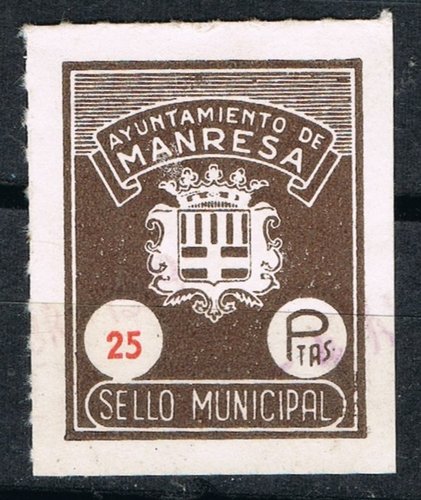 AYUNTAMIENTO DE
MANRESA
25
PTAS.
SELLO MUNICIPAL